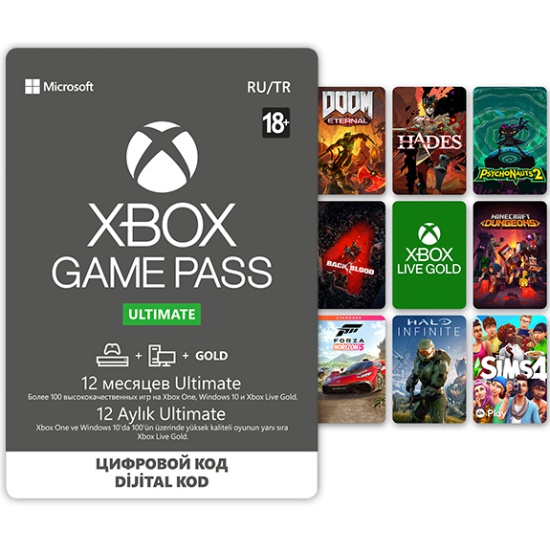 Microsoft
RU/TR
18+
XBOX
GAME PASS
ULTIMATE
+ + GOLD
12 месяцев Ultimate
Более 100 высококачественных игр на Xbox One, Windows 10 и Xbox Live Gold.
12 Aylık Ultimate
Xbox One ve Windows 10'da 100'ün üzerinde yüksek kaliteli oyunun yanı sıra
Xbox Live Gold.
ЦИФРОВОЙ КОД
DİJİTAL KOD
DOOM
ETERNAL
HADES
PSYCHONAUTS 2
BACK 4 BLOOD
XBOX
LIVE GOLD
MINECRAFT
DUNGEONS
STANDARD
FORZA
HORIZON 5
HALO
INFINITE
THE
SIMS 4
EA Play